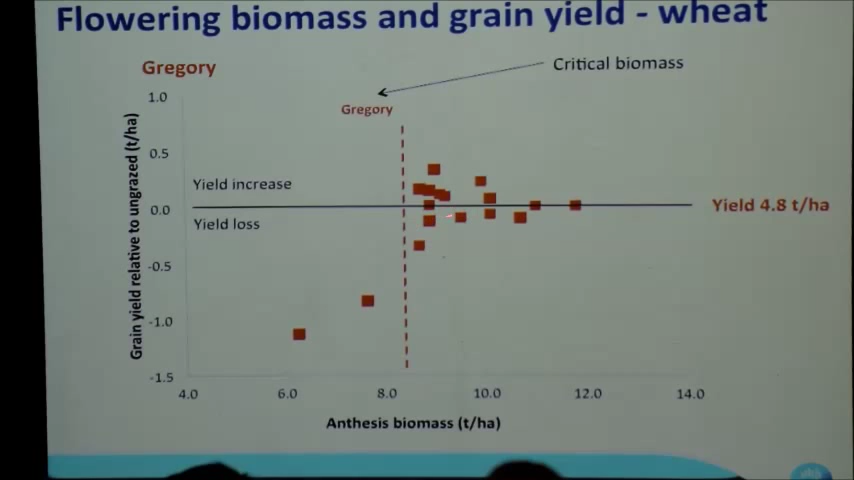 Flowering biomass and grain yield - wheat
Gregory
Critical biomass
Gregory
Grain yield relative to ungrazed (t/ha)
1.0
0.5
0.0
-0.5
-1.0
-1.5
Yield increase
Yield loss
Yield 4.8 t/ha
4.0 6.0 8.0 10.0 12.0 14.0
Anthesis biomass (t/ha)